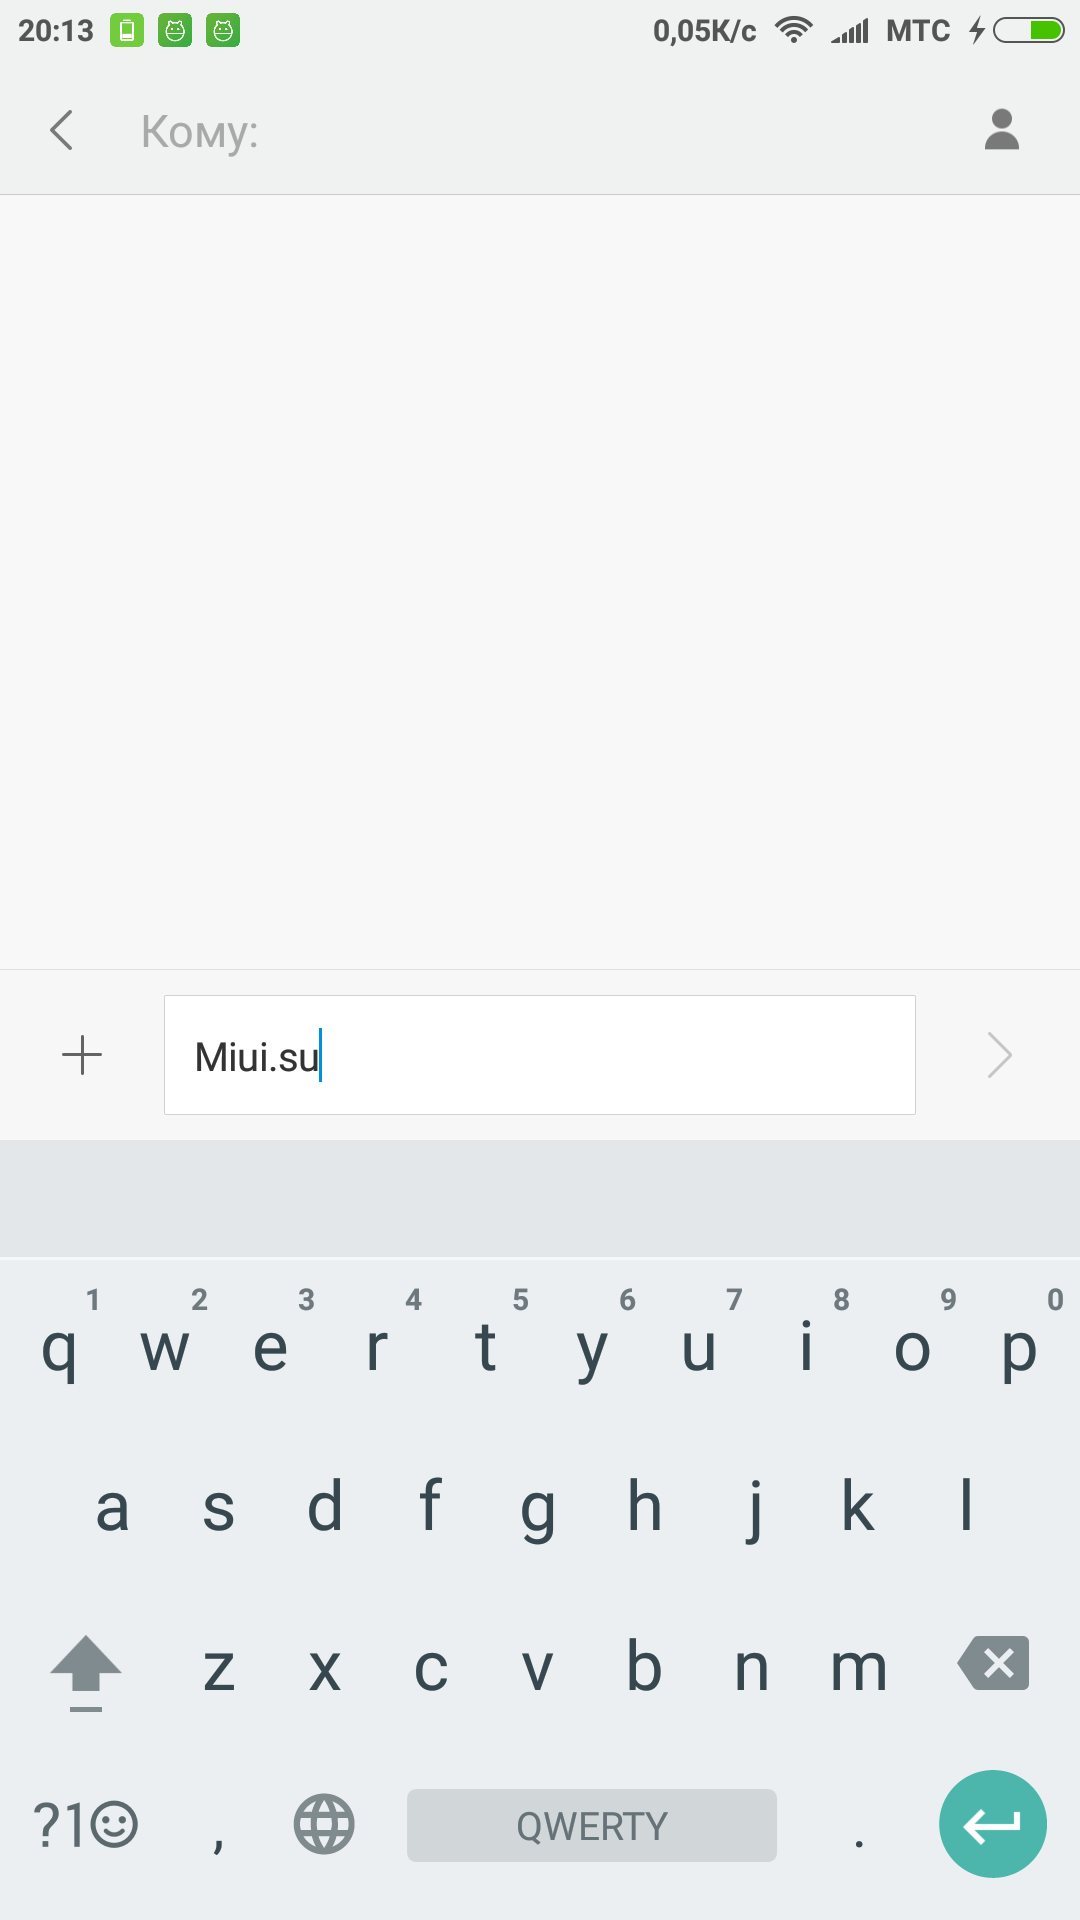 20:13 0,05К/с МТС
Кому:
Miui.su
1 2 3 4 5 6 7 8 9 0
q w e r t y u i o p
a s d f g h j k l
z x c v b n m
?1☺ , QWERTY .